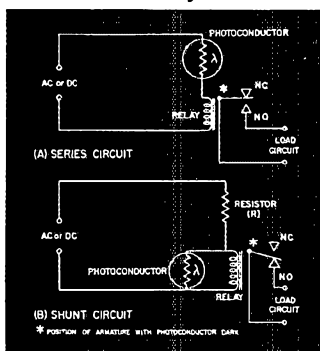 PHOTOCONDUCTOR
λ
AC or DC
* NC
RELAY
NO
LOAD
CIRCUIT
(A) SERIES CIRCUIT
RESISTOR
(R)
AC or DC
* NC
PHOTOCONDUCTOR
λ
NO
RELAY
LOAD
CIRCUIT
(B) SHUNT CIRCUIT
* POSITION OF ARMATURE WITH PHOTOCONDUCTOR DARK